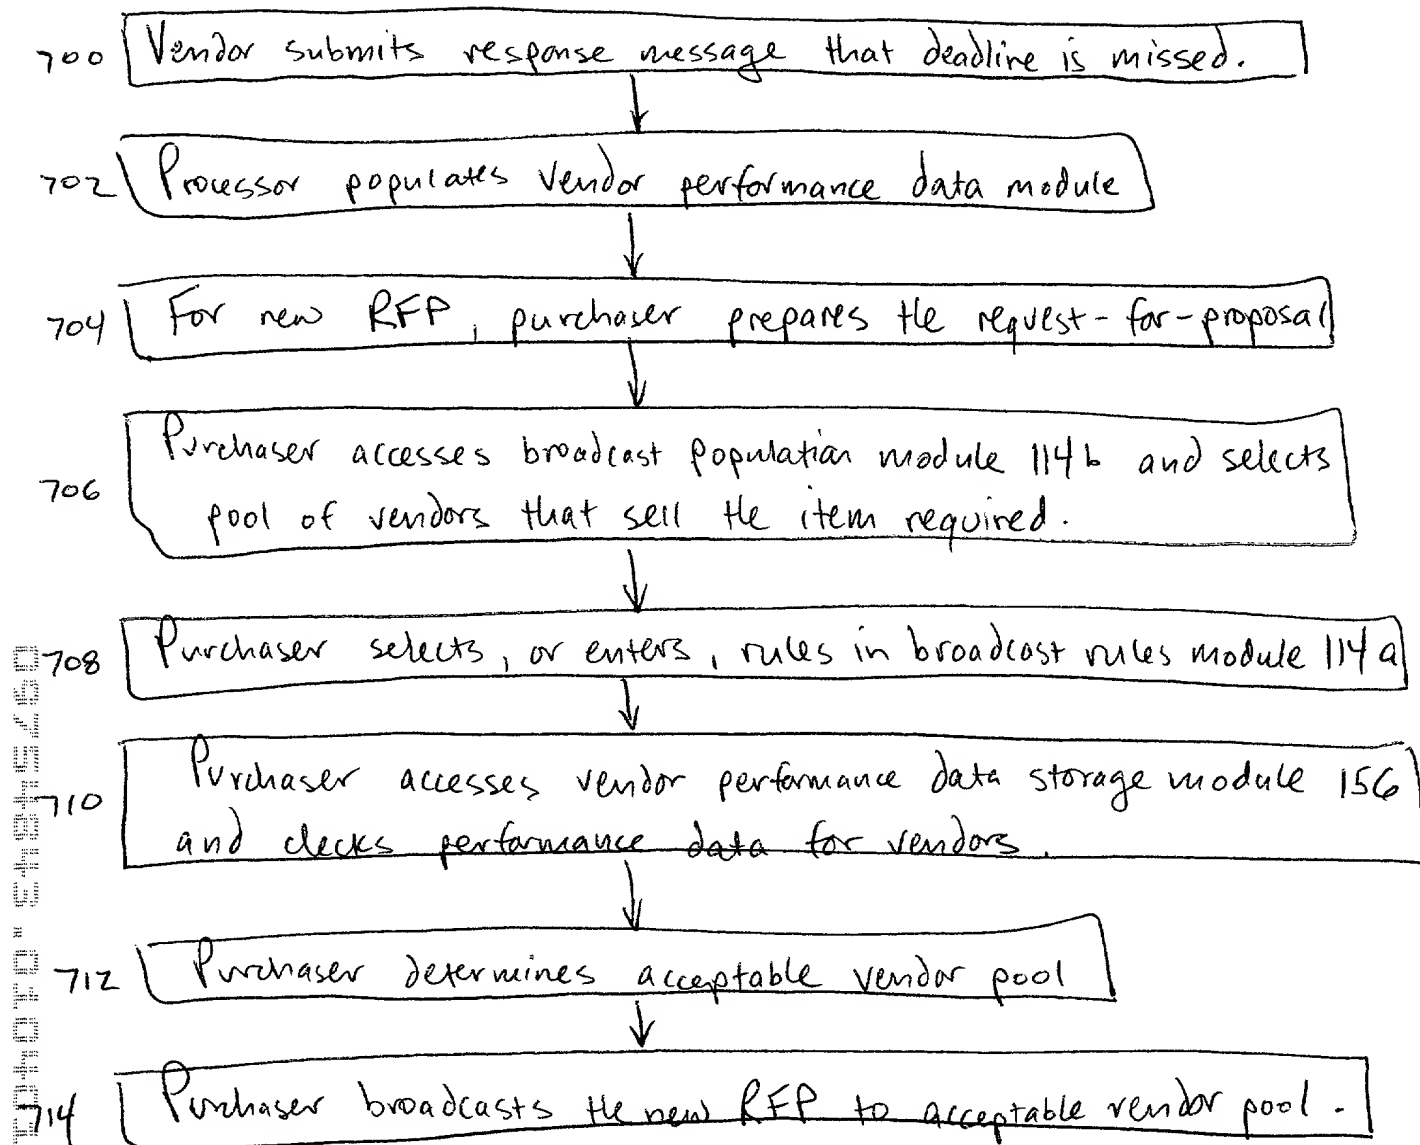 700 Vendor submits response message that deadline is missed.
702 Processor populates vendor performance data module
704 For new RFP, purchaser prepares the request-for-proposal
Purchaser accesses broadcast population module 114b and selects
706
pool of vendors that sell the item required.
708 Purchaser selects, or enters, rules in broadcast rules module 114a
Purchaser accesses vendor performance data storage module 156
710
and checks performance data for vendors.
712 Purchaser determines acceptable vendor pool
714 Purchaser broadcasts the new RFP to acceptable vendor pool.